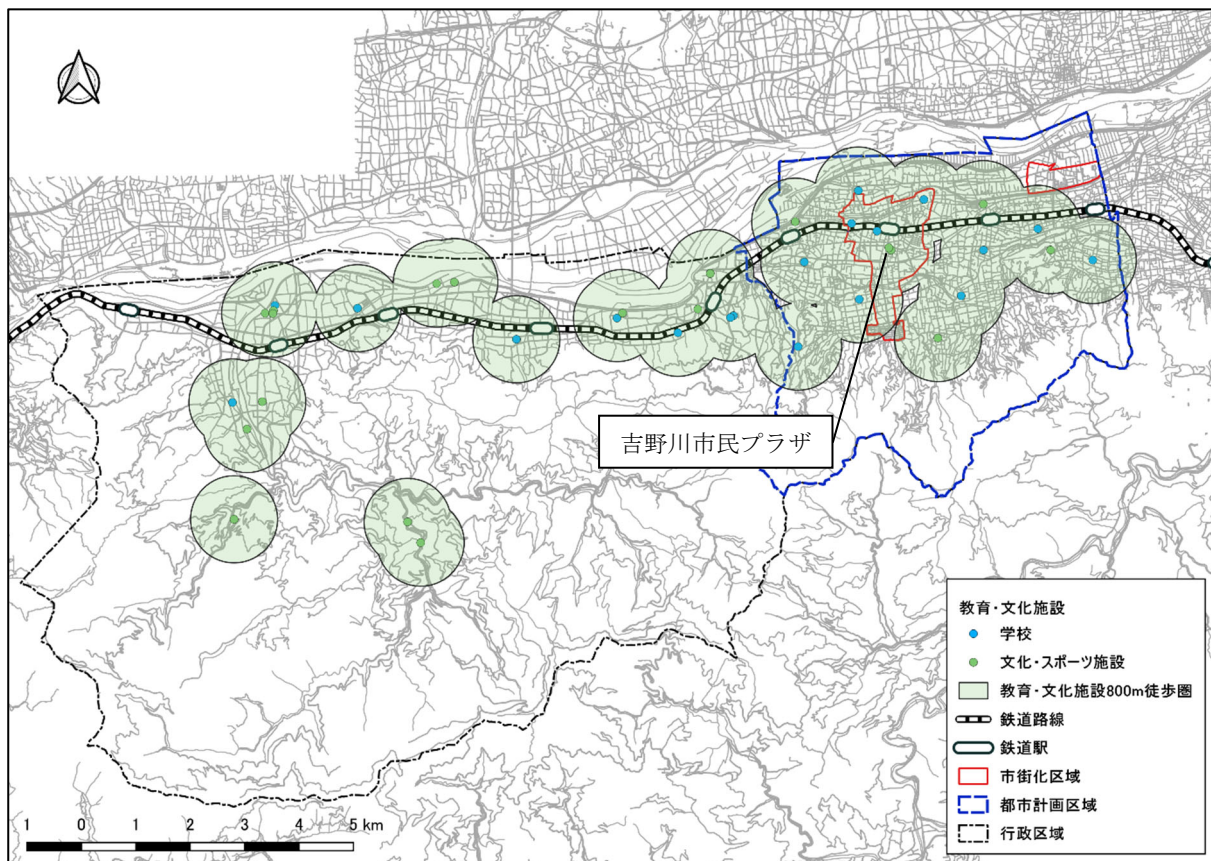 吉野川市民プラザ
教育・文化施設
学校
文化・スポーツ施設
教育・文化施設800m徒歩圏
鉄道路線
鉄道駅
市街化区域
都市計画区域
行政区域
1 0 1 2 3 4 5 km